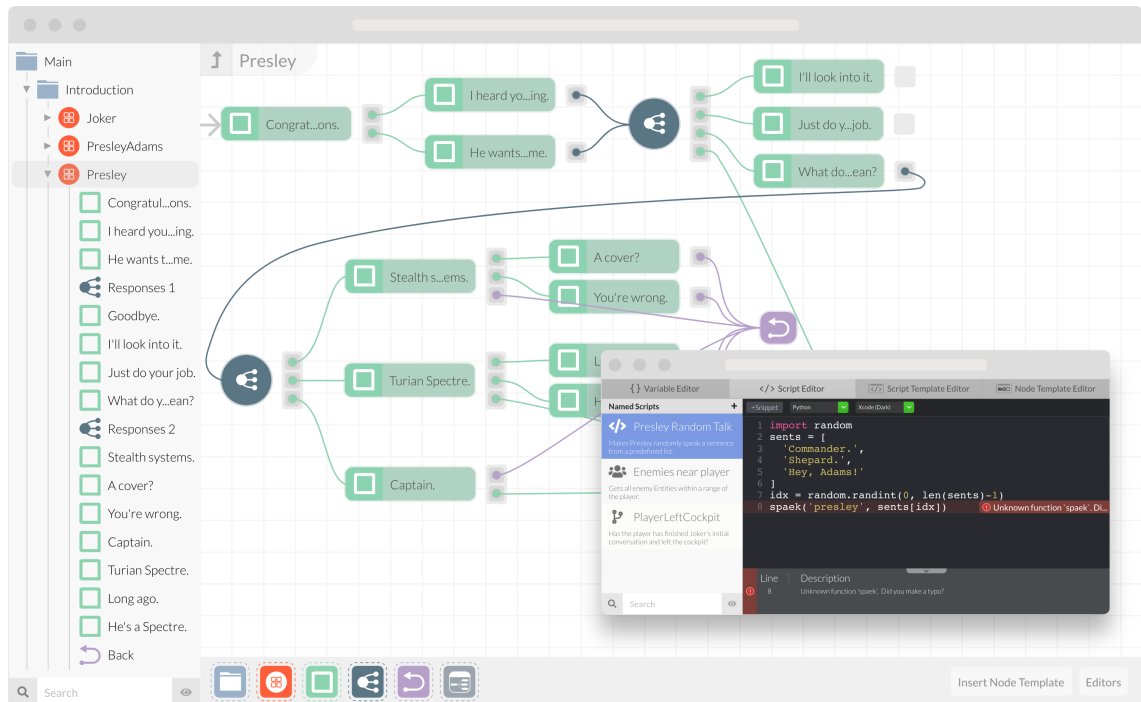 Main
Introduction
Joker
PresleyAdams
Presley
Congratul...ons.
I heard you...ing.
He wants t...me.
Responses 1
Goodbye.
I'll look into it.
Just do your job.
What do y...ean?
Responses 2
Stealth systems.
A cover?
You're wrong.
Captain.
Turian Spectre.
Long ago.
He's a Spectre.
Back
Search
Presley
Congrat...ons.
I heard yo...ing.
He wants...me.
I'll look into it.
Just do y...job.
What do...ean?
Stealth s...ems.
A cover?
You're wrong.
Turian Spectre.
L
H
Captain.
{ } Variable Editor
</> Script Editor
</> Script Template Editor
Node Template Editor
Named Scripts +
</> Presley Random Talk
Makes Presley randomly speak a sentence
from a predefined list.
Enemies near player
Gets all enemy Entities within a range of
the player.
PlayerLeftCockpit
Has the player has finished Joker's initial
conversation and left the cockpit?
Search
+Snippet Python Xcode (Dark)
1 import random
2 sents = [
3 'Commander.',
4 'Shepard.',
5 'Hey, Adams!'
6 ]
7 idx = random.randint(0, len(sents)-1)
8 spaek('presley', sents[idx]) Unknown function 'spaek'. Di...
Line | Description
8 Unknown function 'spaek'. Did you make a typo?
Insert Node Template
Editors